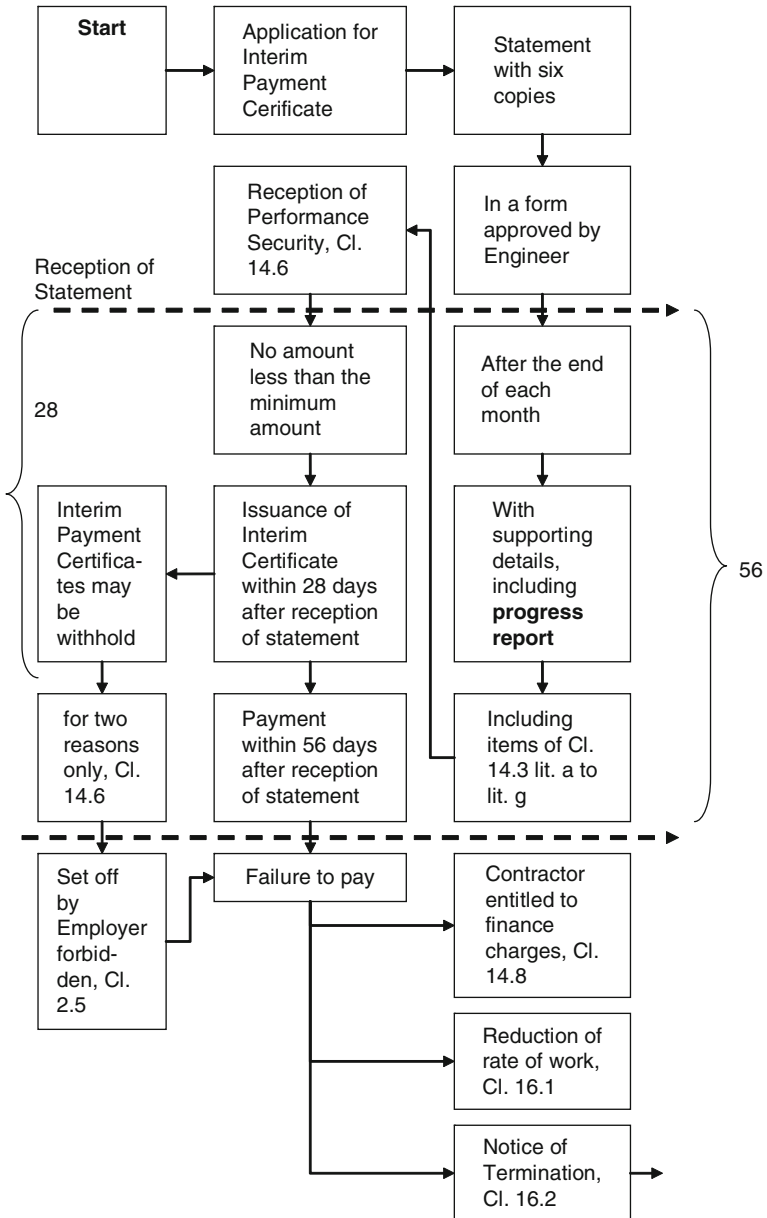 Start
Application for
Interim
Payment
Cerificate
Statement
with six
copies
In a form
approved by
Engineer
Reception of
Performance
Security, Cl.
14.6
Reception of
Statement
No amount
less than the
minimum
amount
After the end
of each
month
28
Interim
Payment
Certifica-
tes may
be
withhold
Issuance of
Interim
Certificate
within 28 days
after reception
of statement
With
supporting
details,
including
progress
report
56
for two
reasons
only, Cl.
14.6
Payment
within 56 days
after reception
of statement
Including
items of Cl.
14.3 lit. a to
lit. g
Set off
by
Employer
forbid-
den, Cl.
2.5
Failure to pay
Contractor
entitled to
finance
charges, Cl.
14.8
Reduction of
rate of work,
Cl. 16.1
Notice of
Termination,
Cl. 16.2